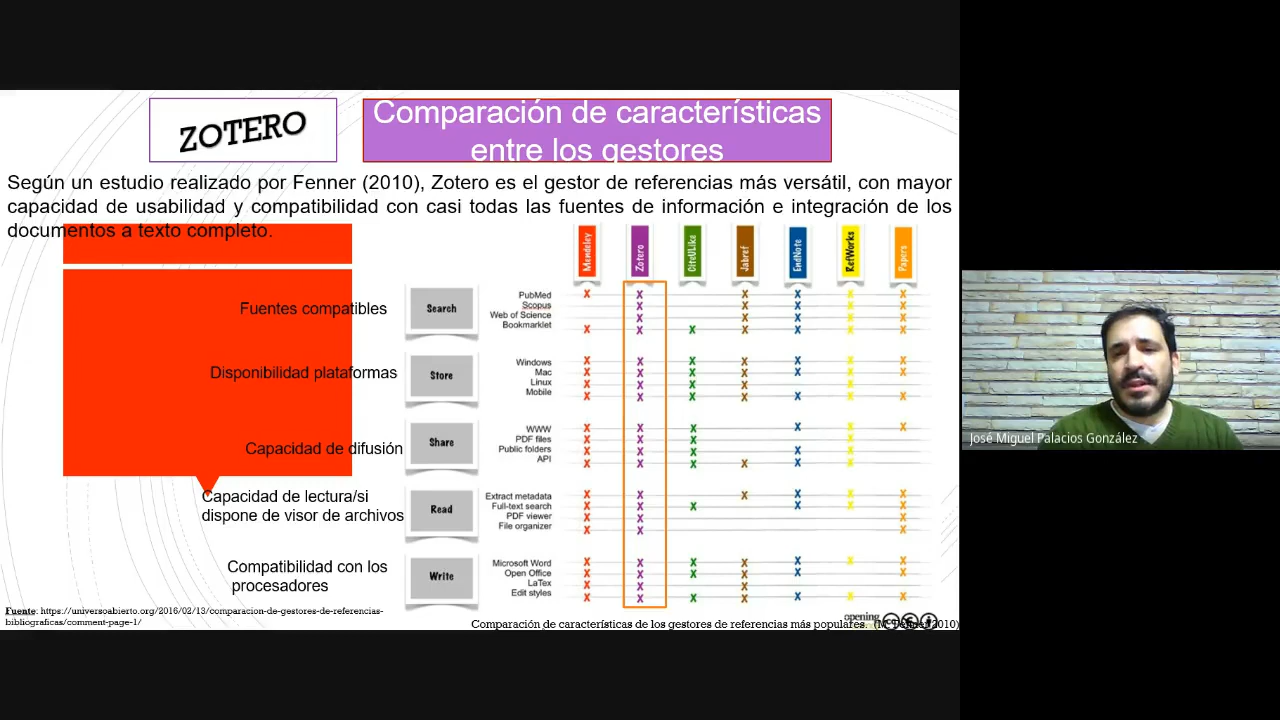 ZOTERO
Comparación de características
entre los gestores
Según un estudio realizado por Fenner (2010), Zotero es el gestor de referencias más versátil, con mayor
capacidad de usabilidad y compatibilidad con casi todas las fuentes de información e integración de los
documentos a texto completo.
Mendeley
Zotero
CiteULike
Jabref
EndNote
RefWorks
Papers
Fuentes compatibles
Search
PubMed
Scopus
Web of Science
Bookmarklet
Disponibilidad plataformas
Store
Windows
Mac
Linux
Mobile
Capacidad de difusión
Share
WWW
PDF files
Public folders
API
Capacidad de lectura/si
dispone de visor de archivos
Read
Extract metadata
Full-text search
PDF viewer
File organizer
Compatibilidad con los
procesadores
Write
Microsoft Word
Open Office
LaTex
Edit styles
Fuente: https://universoabierto.org/2016/02/13/comparacion-de-gestores-de-referencias-
bibliograficas/comment-page-1/
opening
Comparación de características de los gestores de referencias más populares. (M. Fenner, 2010)
José Miguel Palacios González